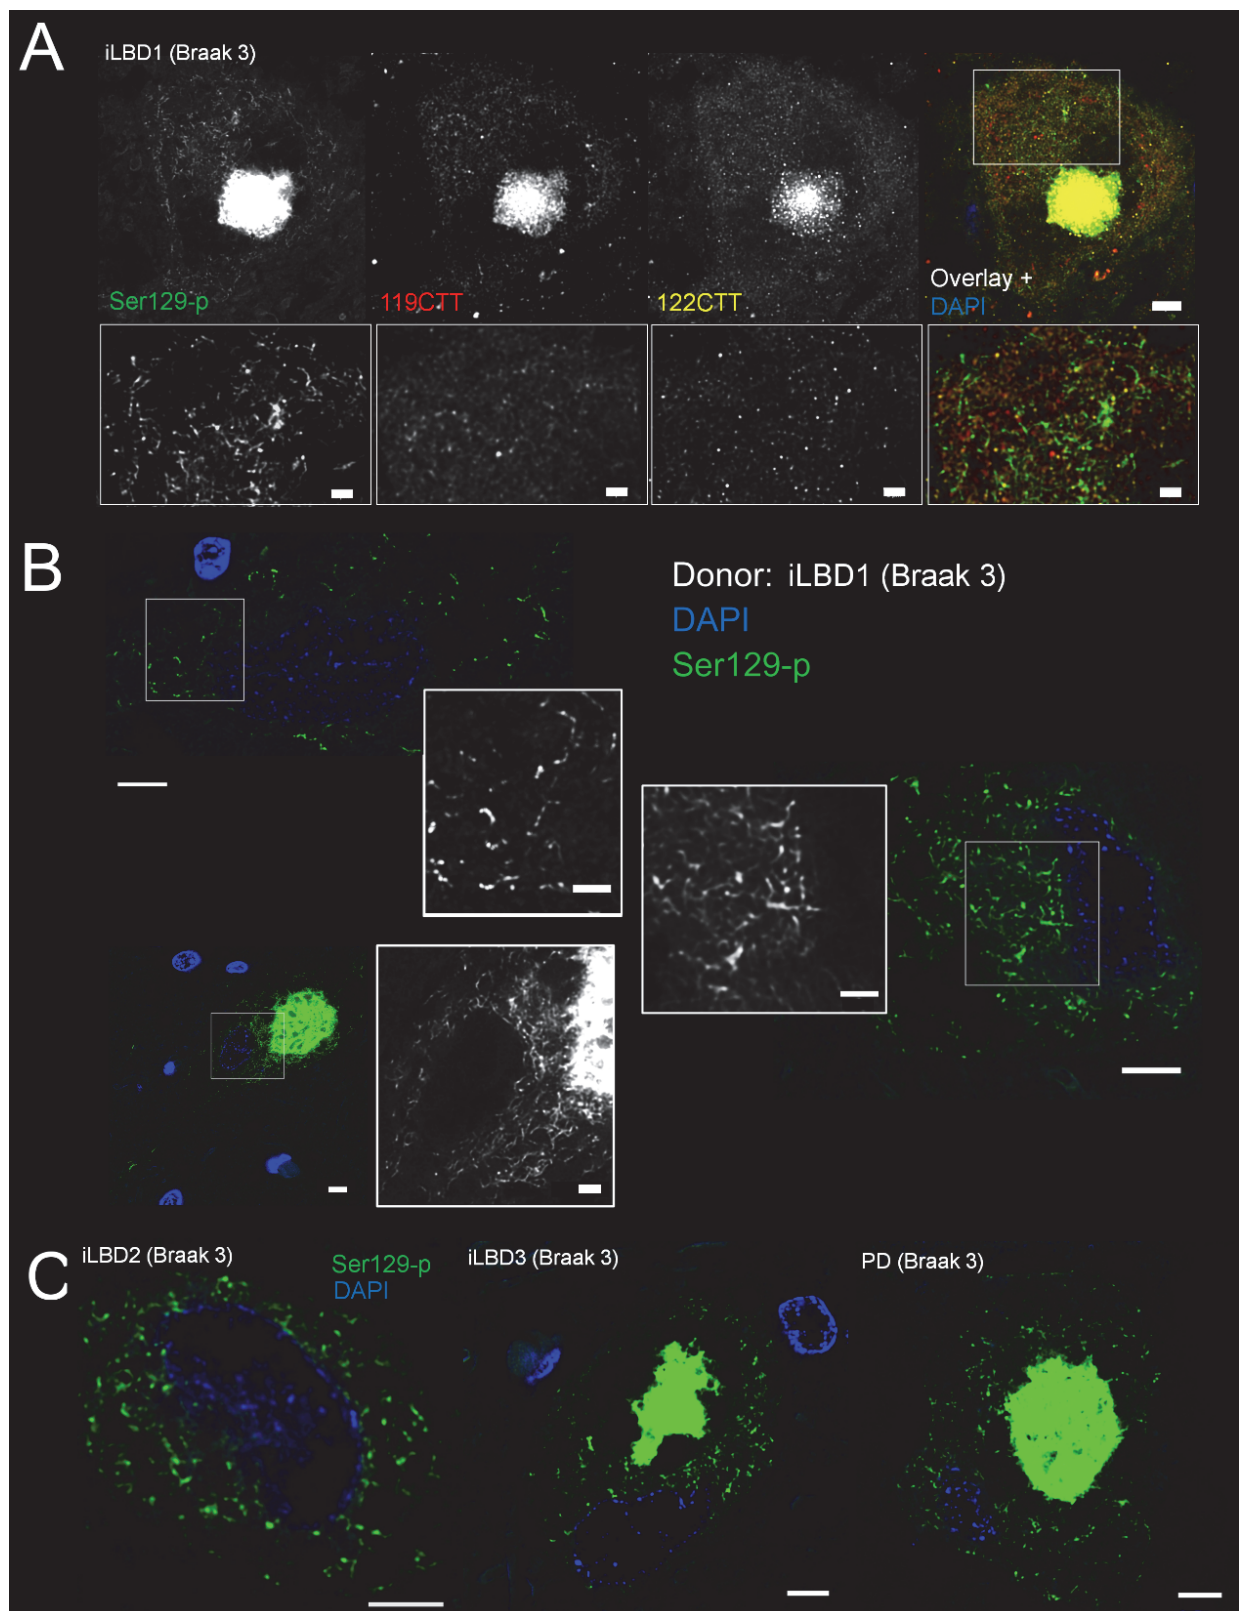 A
iLBD1 (Braak 3)
Ser129-p
119CTT
122CTT
Overlay +
DAPI
B
Donor: iLBD1 (Braak 3)
DAPI
Ser129-p
C
iLBD2 (Braak 3)
Ser129-p
DAPI
iLBD3 (Braak 3)
PD (Braak 3)